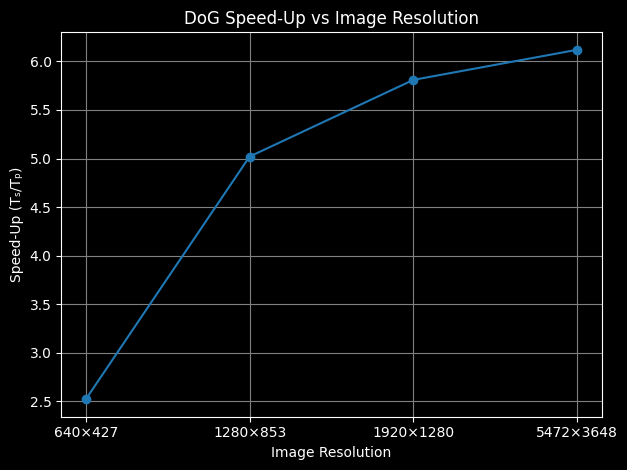 DoG Speed-Up vs Image Resolution
Speed-Up (Tₛ/Tₚ)
6.0
5.5
5.0
4.5
4.0
3.5
3.0
2.5
640×427 1280×853 1920×1280 5472×3648
Image Resolution